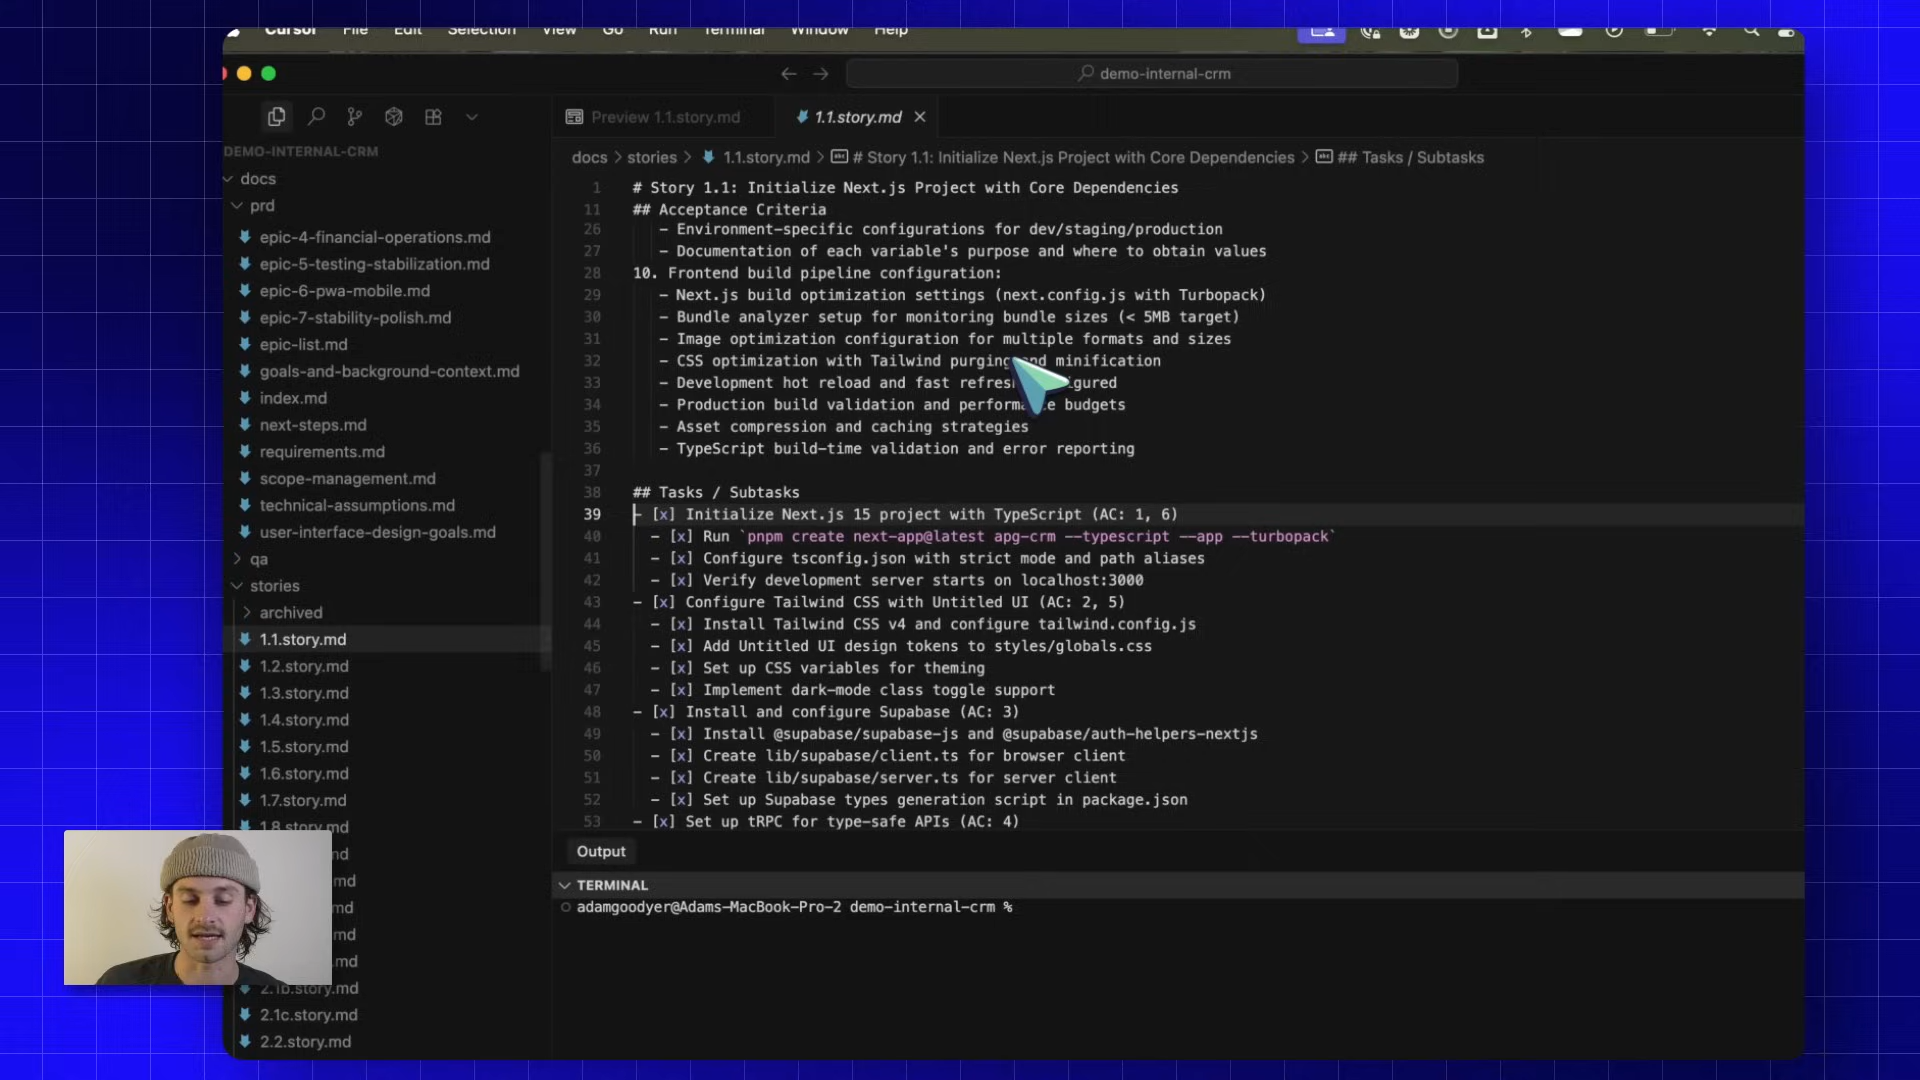 Cursor File Edit Selection View Go Run Terminal Window Help
demo-internal-crm
Preview 1.1.story.md
1.1.story.md
DEMO-INTERNAL-CRM
docs
prd
epic-4-financial-operations.md
epic-5-testing-stabilization.md
epic-6-pwa-mobile.md
epic-7-stability-polish.md
epic-list.md
goals-and-background-context.md
index.md
next-steps.md
requirements.md
scope-management.md
technical-assumptions.md
user-interface-design-goals.md
qa
stories
archived
1.1.story.md
1.2.story.md
1.3.story.md
1.4.story.md
1.5.story.md
1.6.story.md
1.7.story.md
1.8.story.md
nd
md
md
md
md
2.1b.story.md
2.1c.story.md
2.2.story.md
docs > stories > 1.1.story.md > # Story 1.1: Initialize Next.js Project with Core Dependencies > ## Tasks / Subtasks
1 # Story 1.1: Initialize Next.js Project with Core Dependencies
11 ## Acceptance Criteria
26 - Environment-specific configurations for dev/staging/production
27 - Documentation of each variable's purpose and where to obtain values
28 10. Frontend build pipeline configuration:
29 - Next.js build optimization settings (next.config.js with Turbopack)
30 - Bundle analyzer setup for monitoring bundle sizes (< 5MB target)
31 - Image optimization configuration for multiple formats and sizes
32 - CSS optimization with Tailwind purging and minification
33 - Development hot reload and fast refresh gured
34 - Production build validation and performance budgets
35 - Asset compression and caching strategies
36 - TypeScript build-time validation and error reporting
37
38 ## Tasks / Subtasks
39 - [x] Initialize Next.js 15 project with TypeScript (AC: 1, 6)
40 - [x] Run `pnpm create next-app@latest apg-crm --typescript --app --turbopack`
41 - [x] Configure tsconfig.json with strict mode and path aliases
42 - [x] Verify development server starts on localhost:3000
43 - [x] Configure Tailwind CSS with Untitled UI (AC: 2, 5)
44 - [x] Install Tailwind CSS v4 and configure tailwind.config.js
45 - [x] Add Untitled UI design tokens to styles/globals.css
46 - [x] Set up CSS variables for theming
47 - [x] Implement dark-mode class toggle support
48 - [x] Install and configure Supabase (AC: 3)
49 - [x] Install @supabase/supabase-js and @supabase/auth-helpers-nextjs
50 - [x] Create lib/supabase/client.ts for browser client
51 - [x] Create lib/supabase/server.ts for server client
52 - [x] Set up Supabase types generation script in package.json
53 - [x] Set up tRPC for type-safe APIs (AC: 4)
Output
TERMINAL
adamgoodyer@Adams-MacBook-Pro-2 demo-internal-crm %